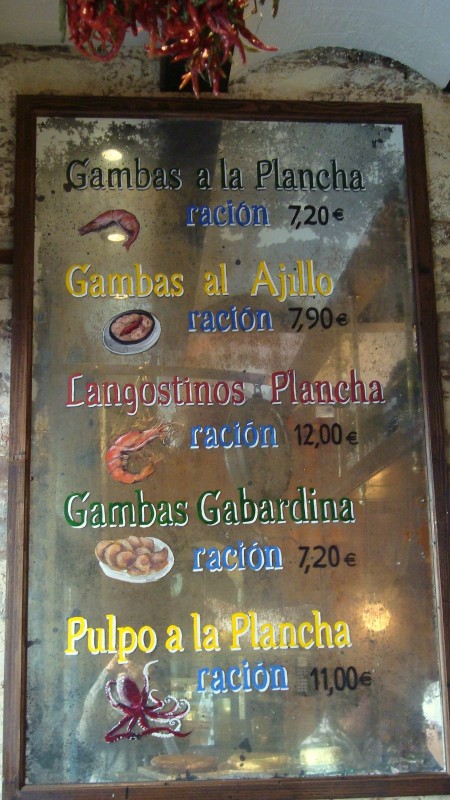 Gambas a la Plancha
ración 7,20€
Gambas al Ajillo
ración 7,90€
Langostinos Plancha
ración 12,00€
Gambas Gabardina
ración 7,20€
Pulpo a la Plancha
ración 11,00€